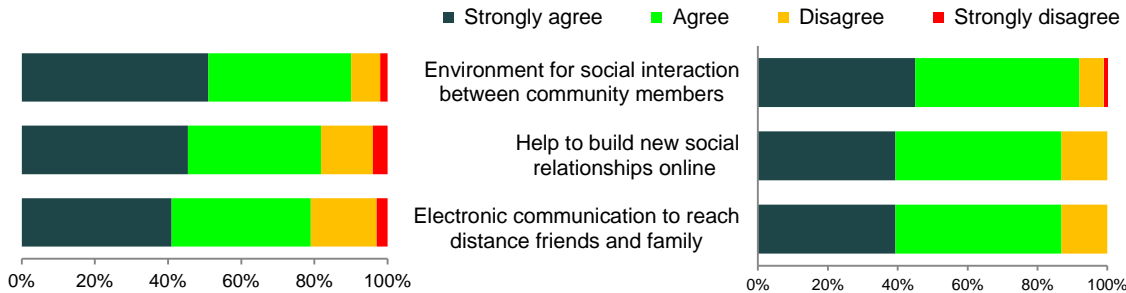 Strongly agree Agree Disagree Strongly disagree
Environment for social interaction
between community members
Help to build new social
relationships online
Electronic communication to reach
distance friends and family
0% 20% 40% 60% 80% 100%
0% 20% 40% 60% 80% 100%